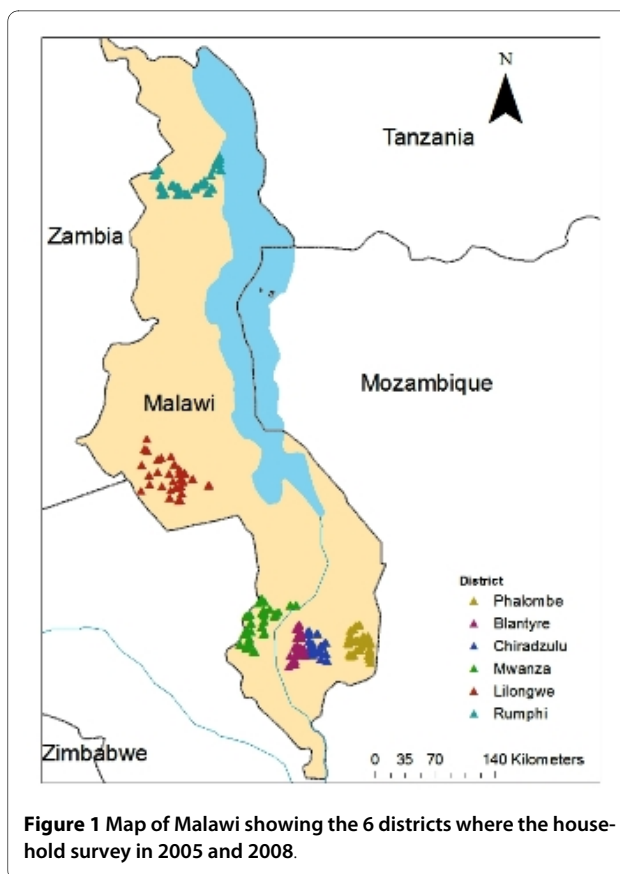 N
Tanzania
Zambia
Mozambique
Malawi
District
Phalombe
Blantyre
Chiradzulu
Mwanza
Lilongwe
Rumphi
Zimbabwe
0 35 70 140 Kilometers
Figure 1 Map of Malawi showing the 6 districts where the house-
hold survey in 2005 and 2008.